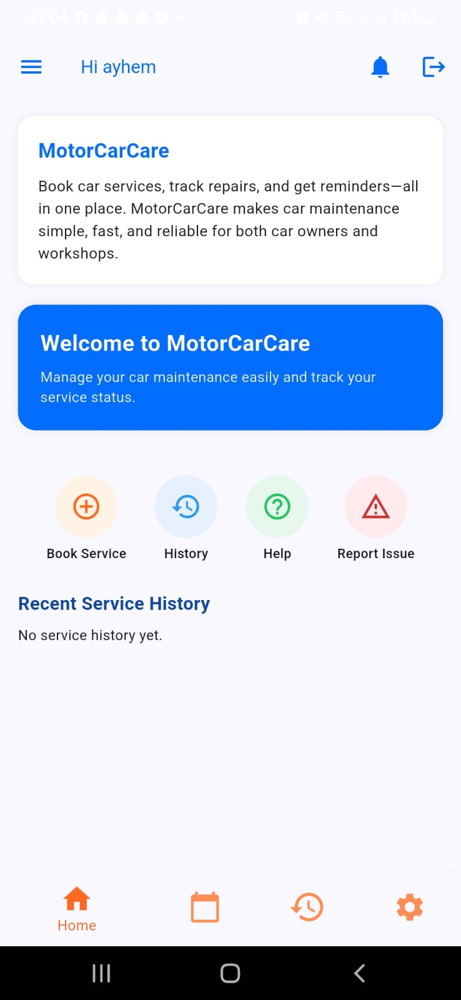 01:04 16%
Hi ayhem
MotorCarCare
Book car services, track repairs, and get reminders—all
in one place. MotorCarCare makes car maintenance
simple, fast, and reliable for both car owners and
workshops.
Welcome to MotorCarCare
Manage your car maintenance easily and track your
service status.
Book Service History Help Report Issue
Recent Service History
No service history yet.
Home